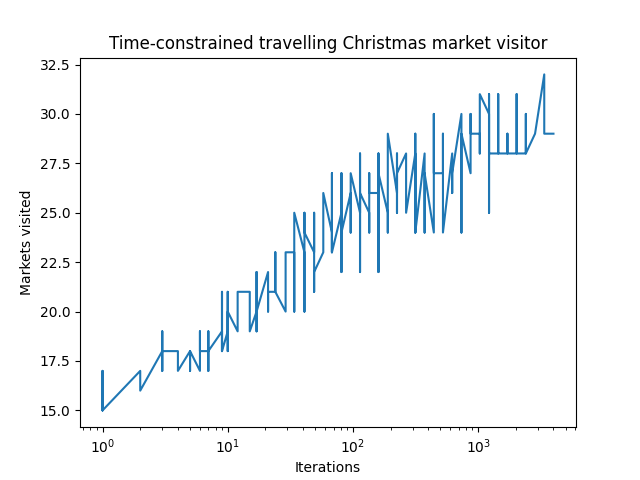 Time-constrained travelling Christmas market visitor
Markets visited
32.5
30.0
27.5
25.0
22.5
20.0
17.5
15.0
10⁰ 10¹ 10² 10³
Iterations